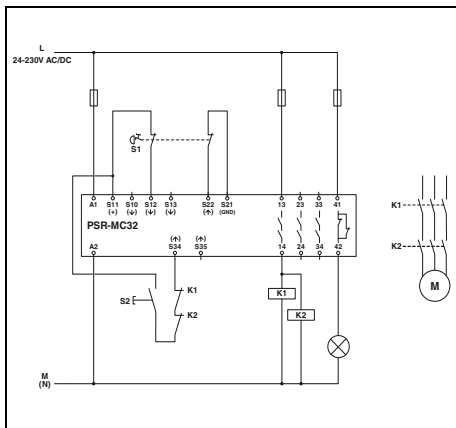 L
24-230V AC/DC
S1
A1 S11 S10 S12 S13 S22 S21 13 23 33 41
(+) (↓) (↓) (↓) (↑) (GND)
PSR-MC32
(↑) (↑)
A2 S34 S35 14 24 34 42
K1
K2
M
S2
K1
K2
K1
K2
M
(N)